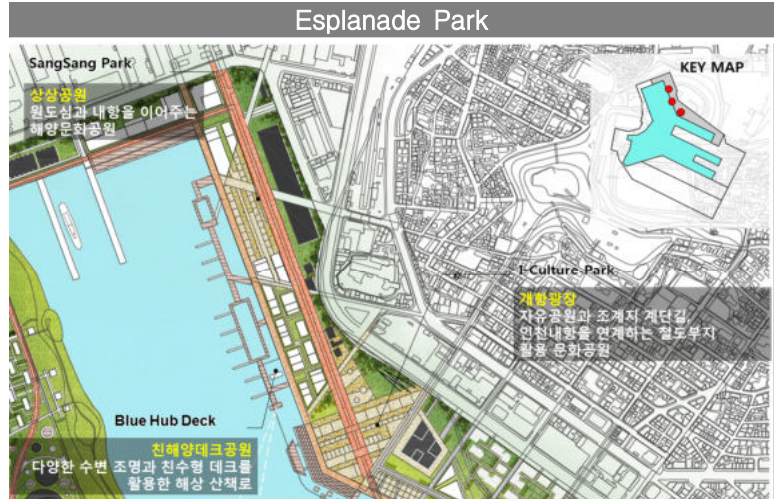 Esplanade Park
SangSang Park
상상공원
원도심과 내항을 이어주는
해양문화공원
KEY MAP
I-Culture Park
개항광장
자유공원과 조계지 계단길,
인천내항을 연계하는 철도부지
활용 문화공원
Blue Hub Deck
친해양데크공원
다양한 수변 조명과 친수형 데크를
활용한 해상 산책로